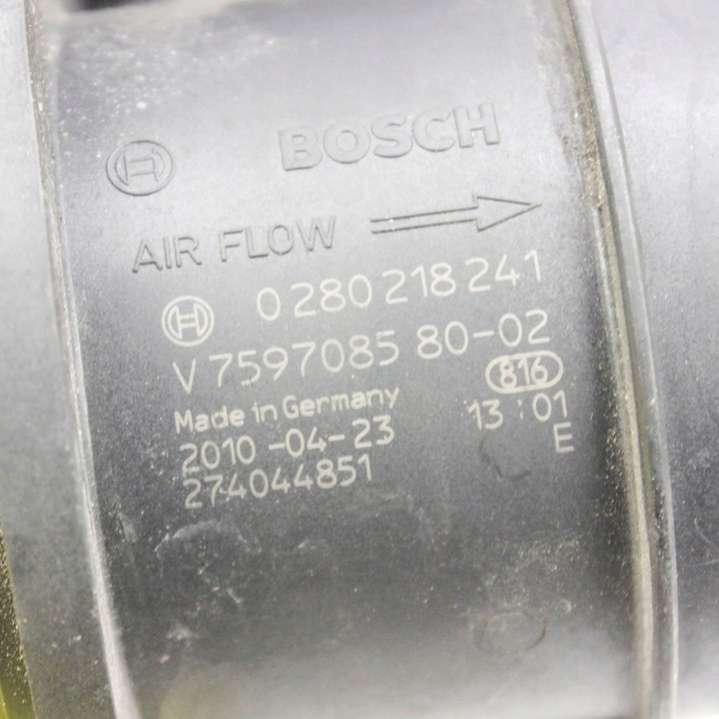 BOSCH
AIR FLOW
0 280 218 241
V 7597085 80-02
Made in Germany 816
2010-04-23 13:01
274044851 E